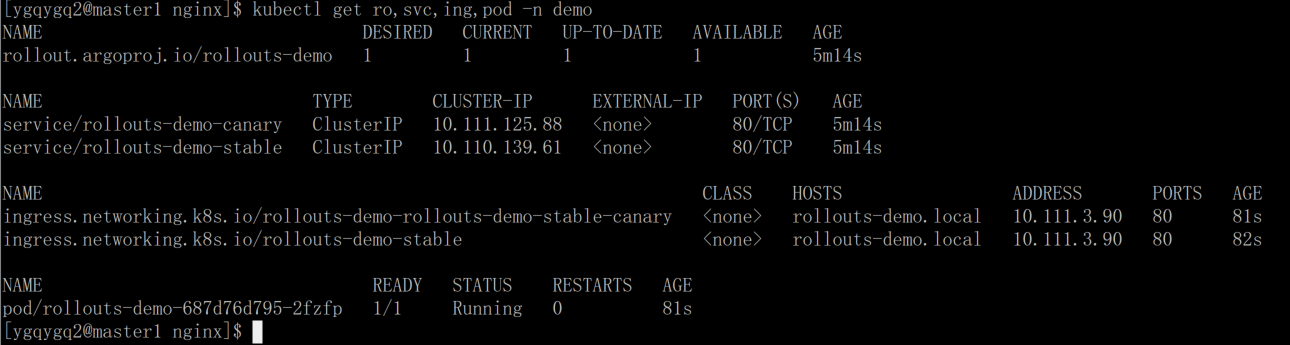 [ygqygq2@master1 nginx]$ kubectl get ro,svc,ing,pod -n demo
NAME DESIRED CURRENT UP-TO-DATE AVAILABLE AGE
rollout.argoproj.io/rollouts-demo 1 1 1 1 5m14s
NAME TYPE CLUSTER-IP EXTERNAL-IP PORT(S) AGE
service/rollouts-demo-canary ClusterIP 10.111.125.88 <none> 80/TCP 5m14s
service/rollouts-demo-stable ClusterIP 10.110.139.61 <none> 80/TCP 5m14s
NAME CLASS HOSTS ADDRESS PORTS AGE
ingress.networking.k8s.io/rollouts-demo-rollouts-demo-stable-canary <none> rollouts-demo.local 10.111.3.90 80 81s
ingress.networking.k8s.io/rollouts-demo-stable <none> rollouts-demo.local 10.111.3.90 80 82s
NAME READY STATUS RESTARTS AGE
pod/rollouts-demo-687d76d795-2fzfp 1/1 Running 0 81s
[ygqygq2@master1 nginx]$